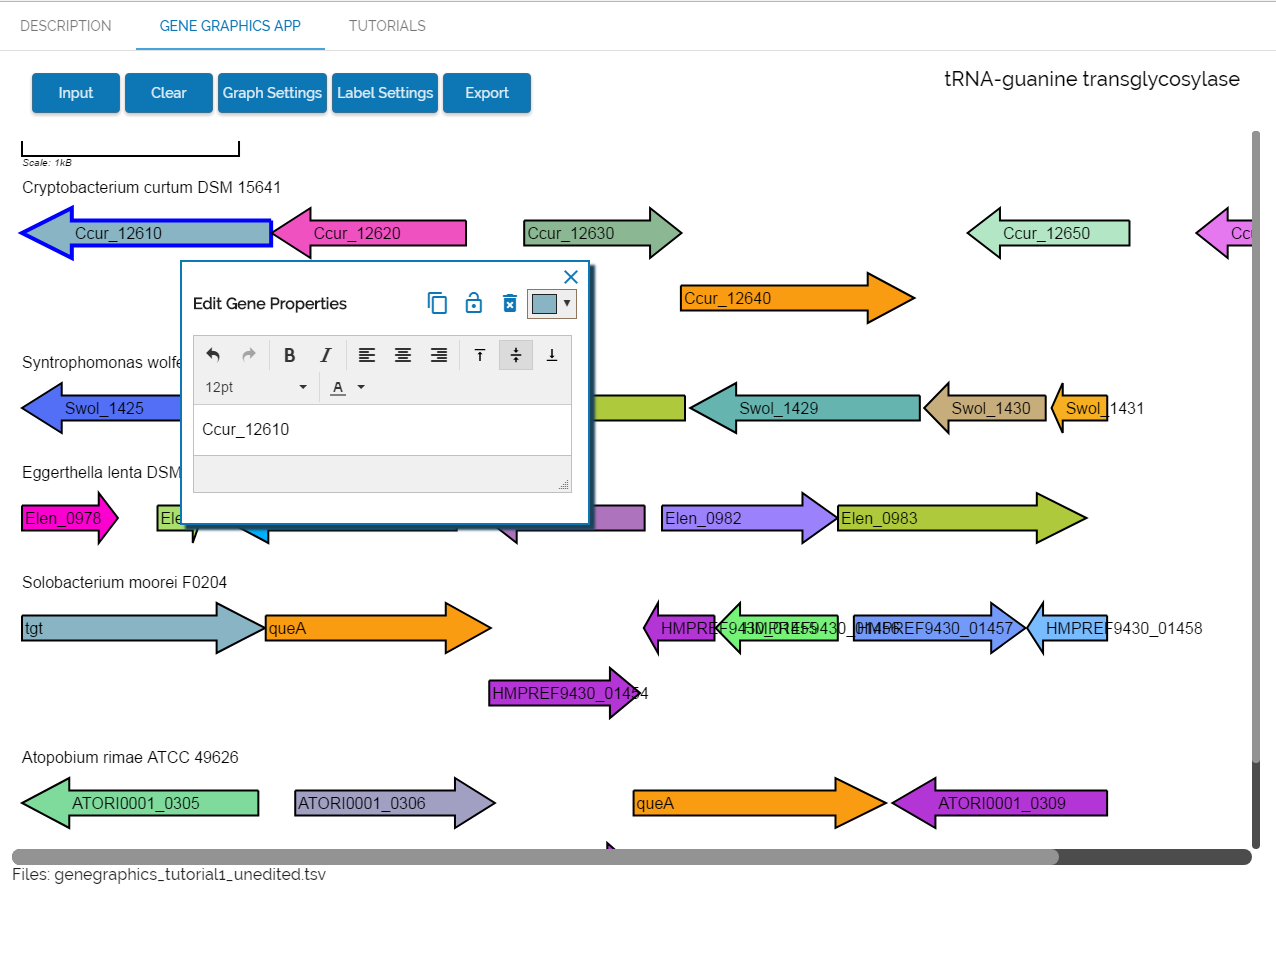 DESCRIPTION GENE GRAPHICS APP TUTORIALS
Input Clear Graph Settings Label Settings Export
tRNA-guanine transglycosylase
Scale: 1kB
Cryptobacterium curtum DSM 15641
Ccur_12610 Ccur_12620 Ccur_12630 Ccur_12650 Cc
Ccur_12640
Edit Gene Properties
B I
12pt A
Ccur_12610
Syntrophomonas wolfe
Swol_1425 Swol_1429 Swol_1430 Swol_1431
Eggerthella lenta DSM
Elen_0978 Ele Elen_0982 Elen_0983
Solobacterium moorei F0204
tgt queA HMPREF9430_01455 HMPREF9430_01456 HMPREF9430_01457 HMPREF9430_01458
HMPREF9430_01454
Atopobium rimae ATCC 49626
ATORI0001_0305 ATORI0001_0306 queA ATORI0001_0309
Files: genegraphics_tutorial1_unedited.tsv